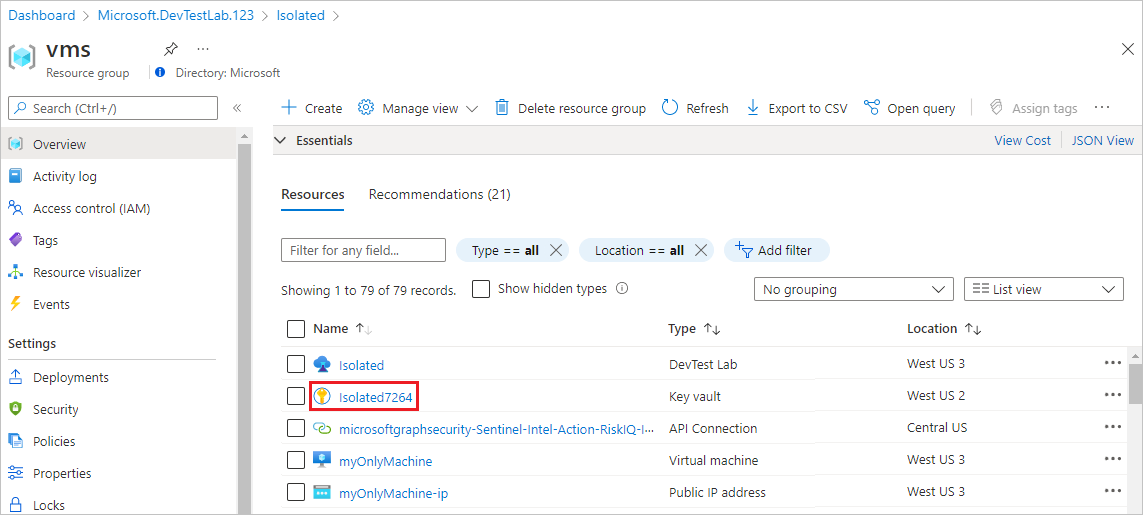 Dashboard > Microsoft.DevTestLab.123 > Isolated >
vms ...
Resource group Directory: Microsoft
Search (Ctrl+/) «
Create Manage view Delete resource group Refresh Export to CSV Open query Assign tags ...
Overview
Essentials View Cost JSON View
Activity log
Access control (IAM)
Resources Recommendations (21)
Tags
Filter for any field... Type == all Location == all Add filter
Resource visualizer
Showing 1 to 79 of 79 records. Show hidden types No grouping List view
Events
Name Type Location
Settings
Isolated DevTest Lab West US 3 ...
Deployments
Isolated7264 Key vault West US 2 ...
Security
microsoftgraphsecurity-Sentinel-Intel-Action-RiskIQ-I... API Connection Central US ...
Policies
myOnlyMachine Virtual machine West US 3 ...
Properties
myOnlyMachine-ip Public IP address West US 3 ...
Locks